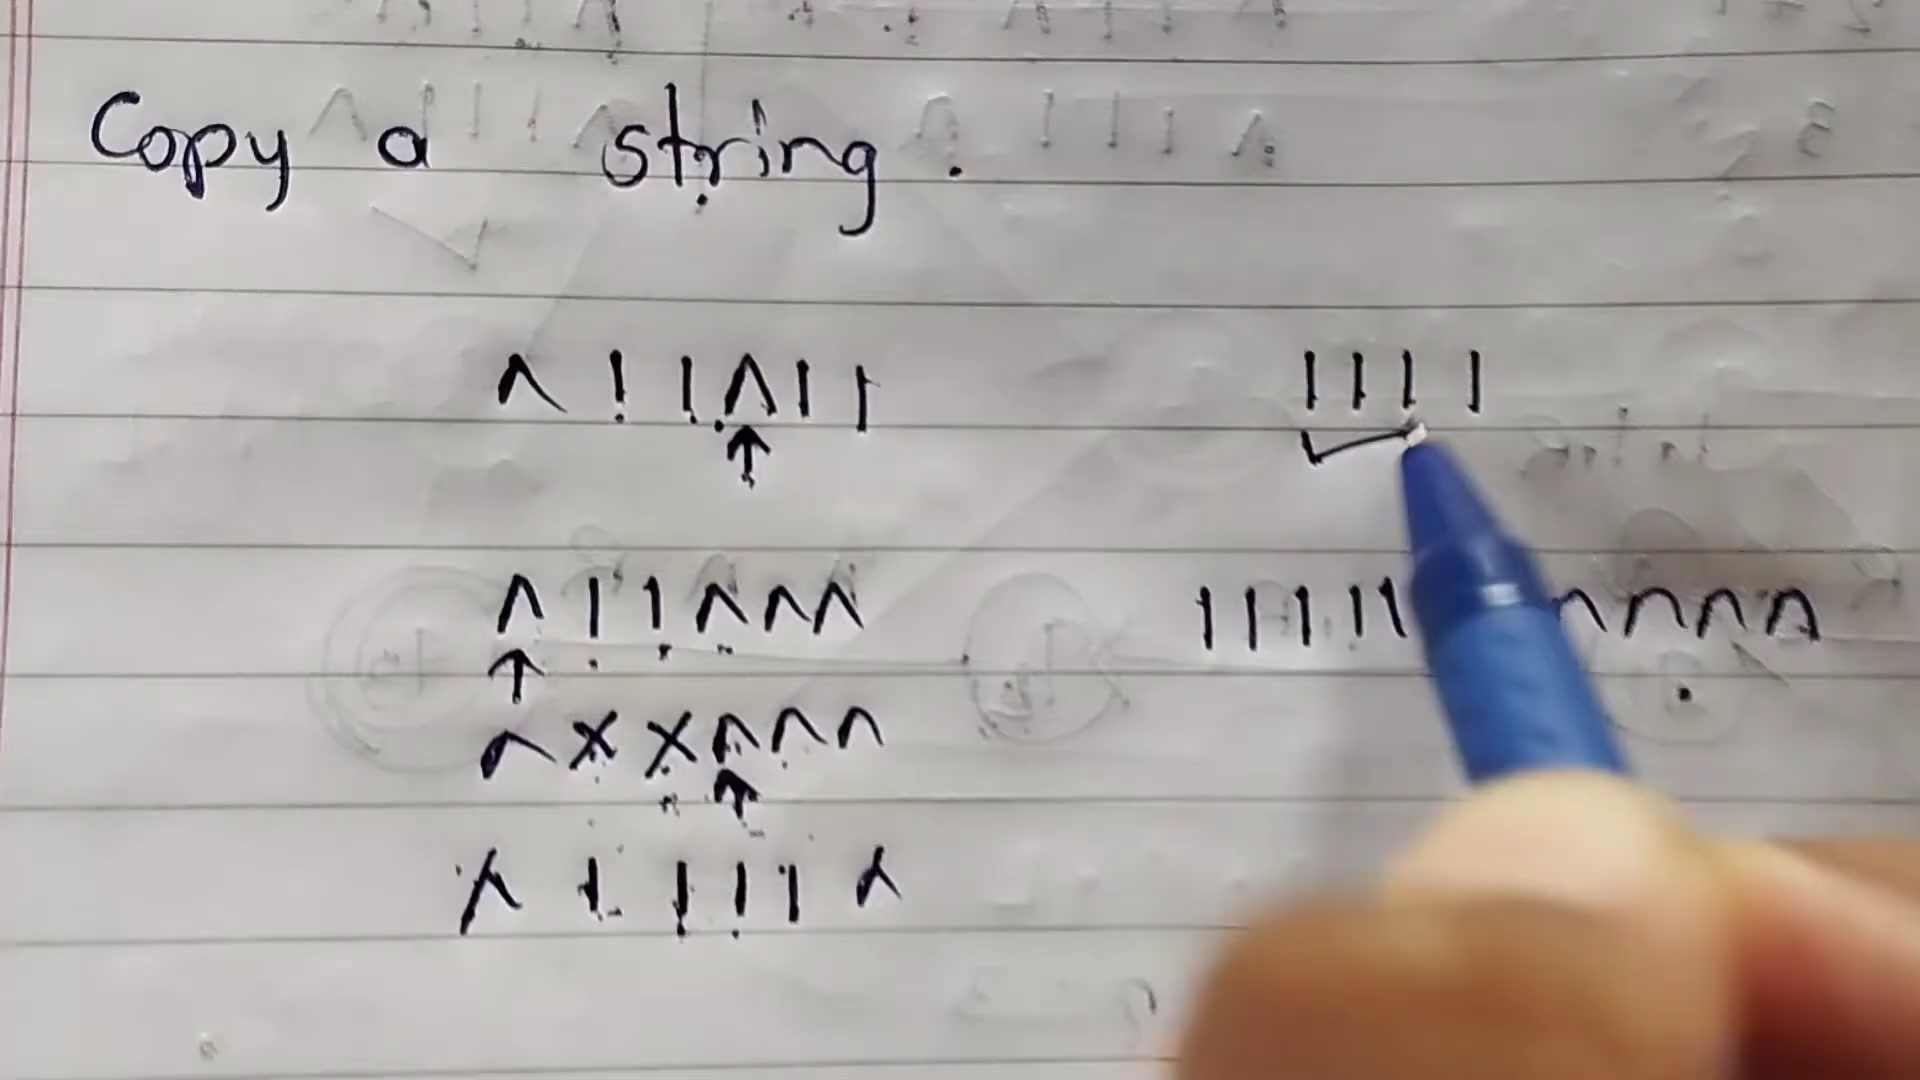 Copy a string.
^ 1 1 ^ 1 1 1 1 1 1
^ 1 1 ^ ^ ^ 1 1 1 1 1 ^ ^ ^ ^
^ X X ^ ^ ^
^ 1 1 1 1 ^